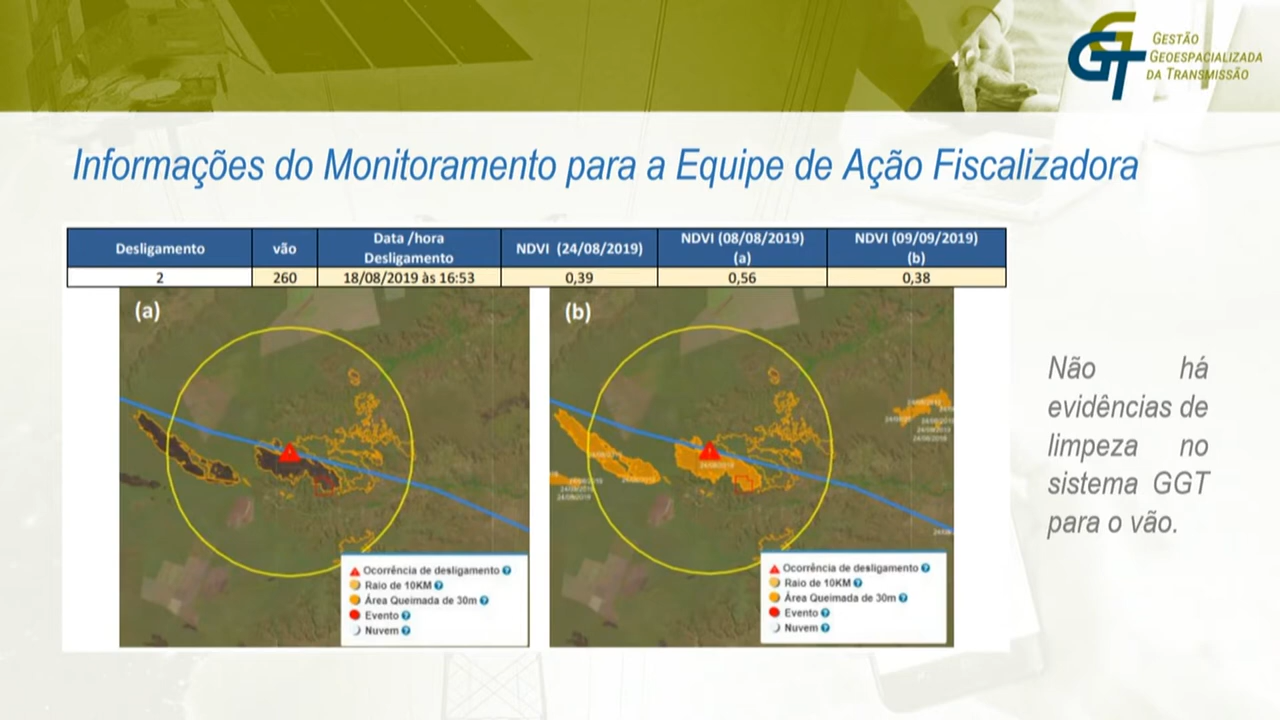 GGT
GESTÃO
GEOESPACIALIZADA
DA TRANSMISSÃO
Informações do Monitoramento para a Equipe de Ação Fiscalizadora
Desligamento vão Data /hora Desligamento NDVI (24/08/2019) NDVI (08/08/2019) (a) NDVI (09/09/2019) (b)
2 260 18/08/2019 às 16:53 0,39 0,56 0,38
(a)
Ocorrência de desligamento
Raio de 10KM
Área Queimada de 30m
Evento
Nuvem
(b)
24/08/2019
Ocorrência de desligamento
Raio de 10KM
Área Queimada de 30m
Evento
Nuvem
Não há
evidências de
limpeza no
sistema GGT
para o vão.